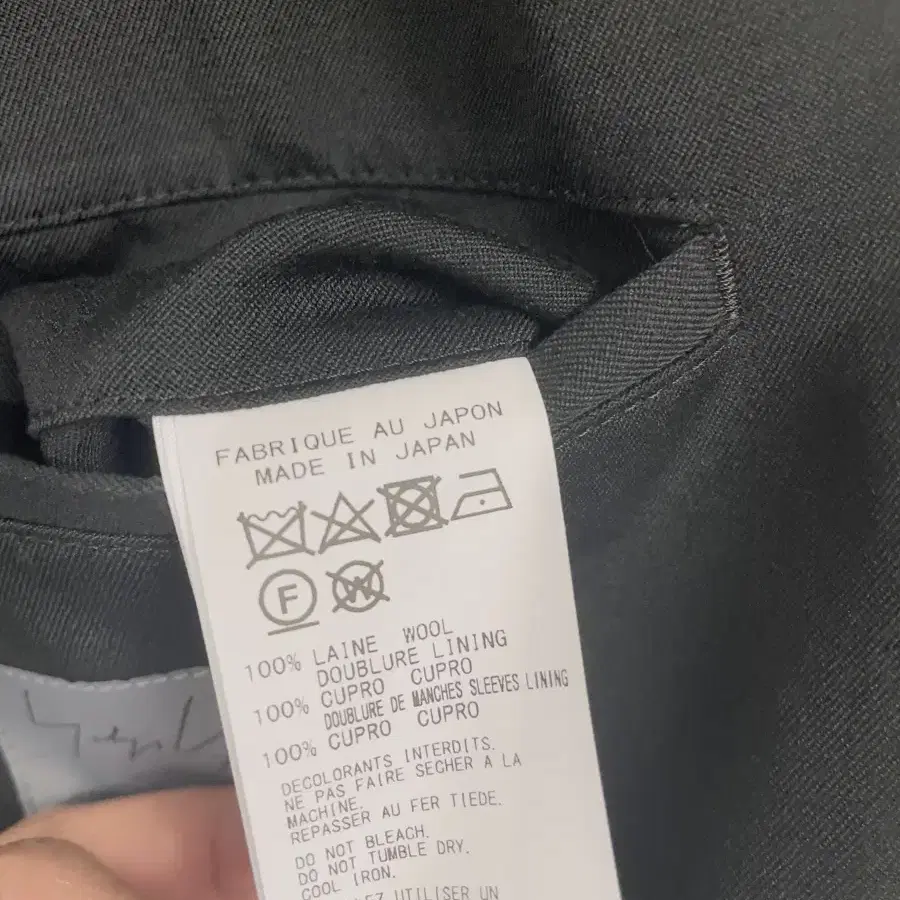 FABRIQUE AU JAPON
MADE IN JAPAN
F W
100% LAINE WOOL
DOUBLURE LINING
100% CUPRO CUPRO
DOUBLURE DE MANCHES SLEEVES LINING
100% CUPRO CUPRO
DECOLORANTS INTERDITS.
NE PAS FAIRE SECHER A LA
MACHINE.
REPASSER AU FER TIEDE.
DO NOT BLEACH.
DO NOT TUMBLE DRY.
COOL IRON.
UTILISER UN